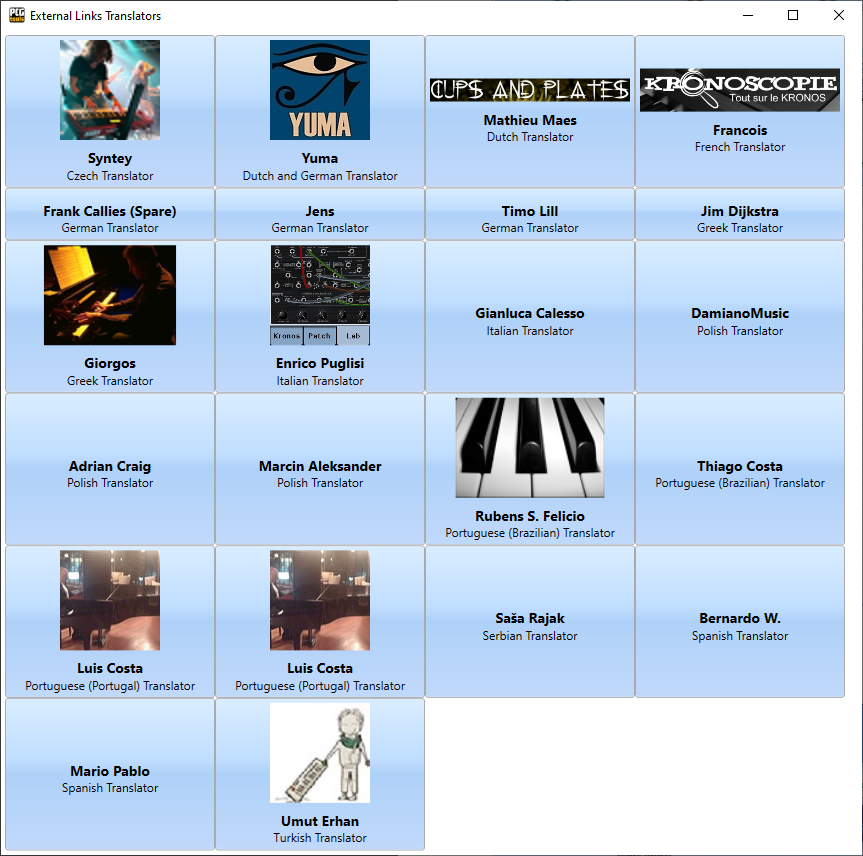 PCG
tools
External Links Translators
YUMA
CUPS AND PLATES
KRONOSCOPIE
Tout sur le KRONOS
Syntey
Czech Translator
Yuma
Dutch and German Translator
Mathieu Maes
Dutch Translator
Francois
French Translator
Frank Callies (Spare)
German Translator
Jens
German Translator
Timo Lill
German Translator
Jim Dijkstra
Greek Translator
Giorgos
Greek Translator
Kronos Patch Lab
Enrico Puglisi
Italian Translator
Gianluca Calesso
Italian Translator
DamianoMusic
Polish Translator
Adrian Craig
Polish Translator
Marcin Aleksander
Polish Translator
Rubens S. Felicio
Portuguese (Brazilian) Translator
Thiago Costa
Portuguese (Brazilian) Translator
Luis Costa
Portuguese (Portugal) Translator
Luis Costa
Portuguese (Portugal) Translator
Saša Rajak
Serbian Translator
Bernardo W.
Spanish Translator
Mario Pablo
Spanish Translator
Umut Erhan
Turkish Translator